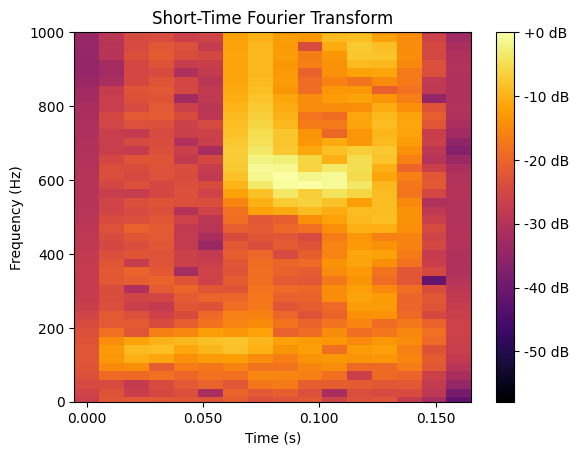 Short-Time Fourier Transform
1000
800
600
400
200
0
Frequency (Hz)
0.000
0.050
0.100
0.150
Time (s)
+0 dB
-10 dB
-20 dB
-30 dB
-40 dB
-50 dB